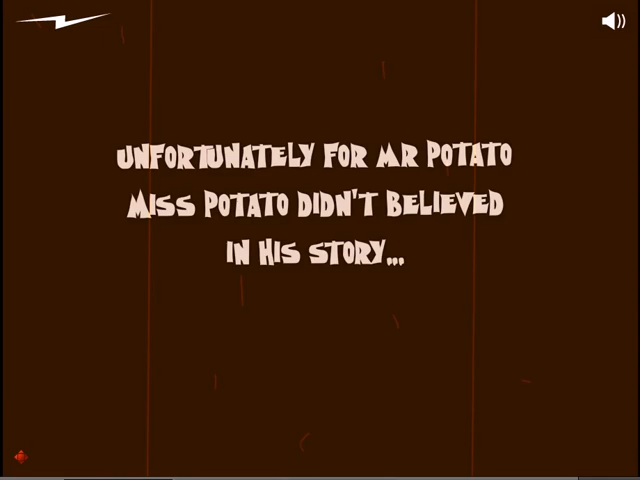 UNFORTUNATELY FOR MR POTATO
MISS POTATO DIDN'T BELIEVED
IN HIS STORY...